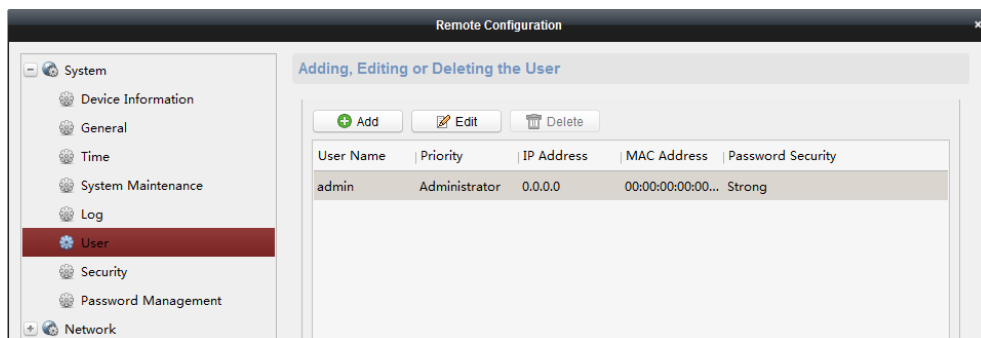 Remote Configuration
System
Device Information
General
Time
System Maintenance
Log
User
Security
Password Management
Network
Adding, Editing or Deleting the User
Add Edit Delete
User Name Priority IP Address MAC Address Password Security
admin Administrator 0.0.0.0 00:00:00:00:00... Strong